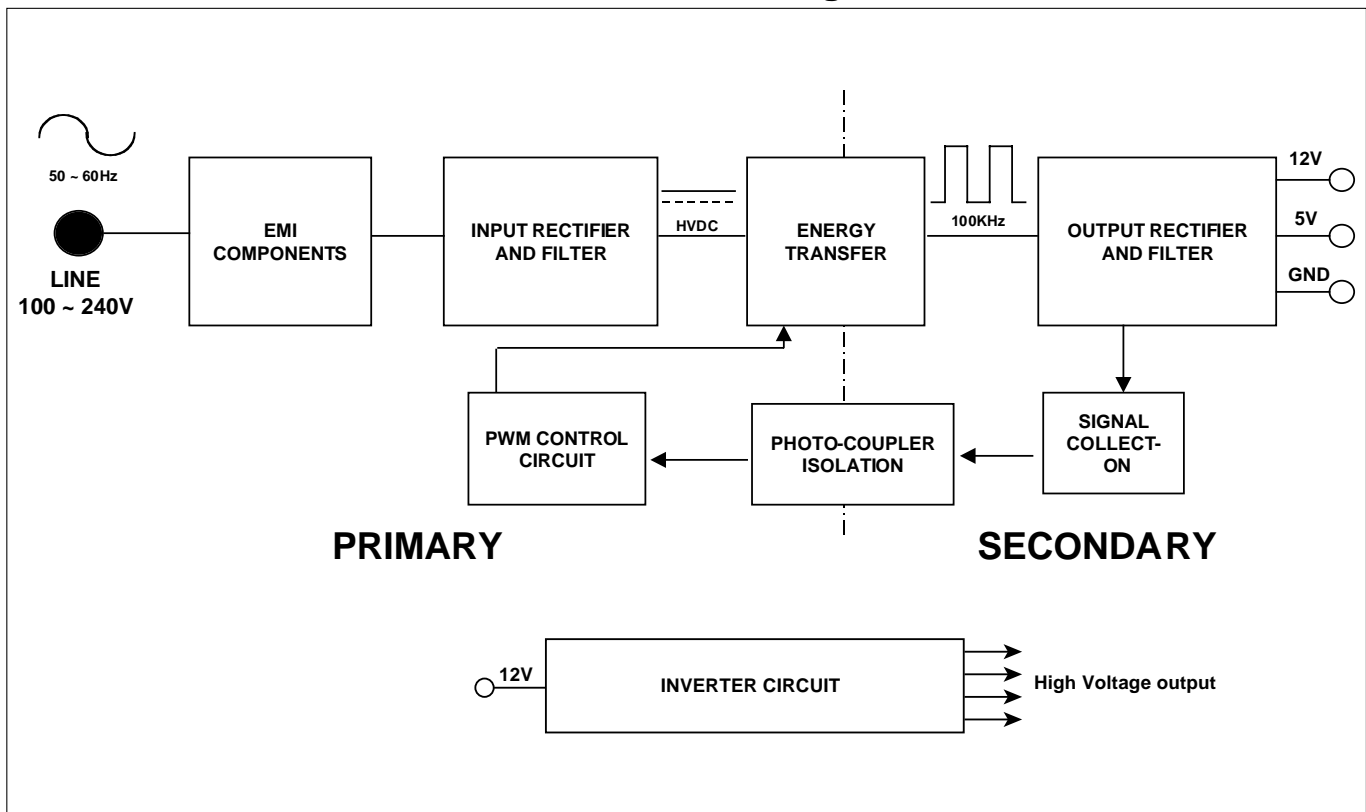 50 ~ 60Hz
LINE
100 ~ 240V
EMI
COMPONENTS
INPUT RECTIFIER
AND FILTER
HVDC
ENERGY
TRANSFER
100KHz
OUTPUT RECTIFIER
AND FILTER
12V
5V
GND
PWM CONTROL
CIRCUIT
PHOTO-COUPLER
ISOLATION
SIGNAL
COLLECT-
ON
PRIMARY
SECONDARY
12V
INVERTER CIRCUIT
High Voltage output